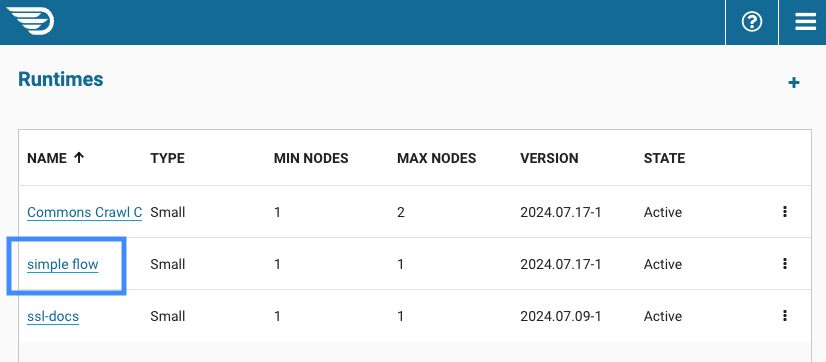 Runtimes +
NAME ↑ TYPE MIN NODES MAX NODES VERSION STATE
Commons Crawl C Small 1 2 2024.07.17-1 Active
simple flow Small 1 1 2024.07.17-1 Active
ssl-docs Small 1 1 2024.07.09-1 Active